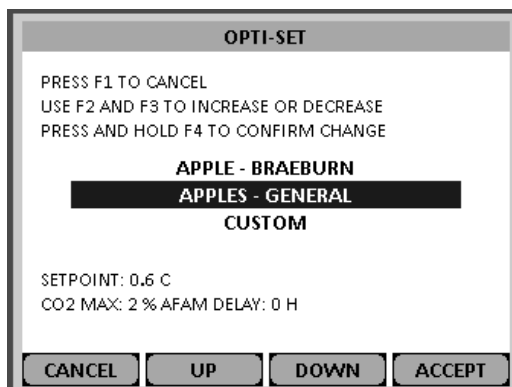 OPTI-SET
PRESS F1 TO CANCEL
USE F2 AND F3 TO INCREASE OR DECREASE
PRESS AND HOLD F4 TO CONFIRM CHANGE
APPLE - BRAEBURN
APPLES - GENERAL
CUSTOM
SETPOINT: 0.6 C
CO2 MAX: 2 % AFAM DELAY: 0 H
CANCEL UP DOWN ACCEPT